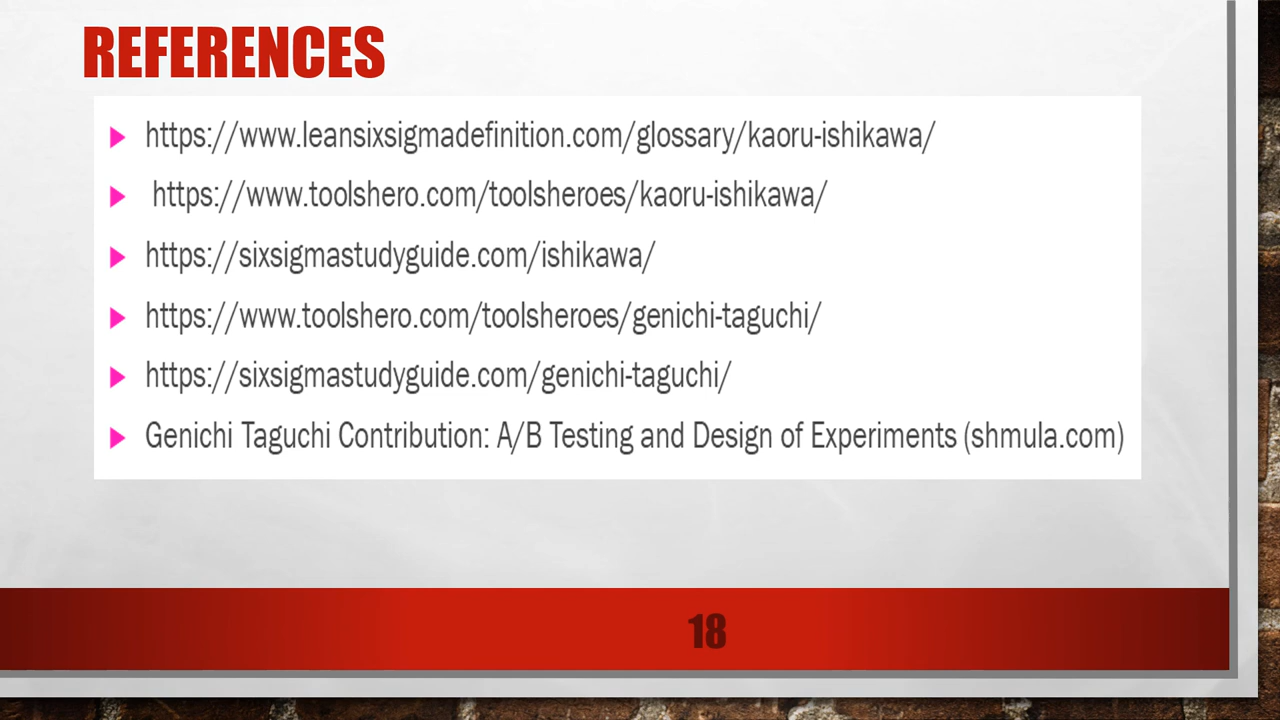 REFERENCES
https://www.leansixsigmadefinition.com/glossary/kaoru-ishikawa/
https://www.toolshero.com/toolsheroes/kaoru-ishikawa/
https://sixsigmastudyguide.com/ishikawa/
https://www.toolshero.com/toolsheroes/genichi-taguchi/
https://sixsigmastudyguide.com/genichi-taguchi/
Genichi Taguchi Contribution: A/B Testing and Design of Experiments (shmula.com)
18